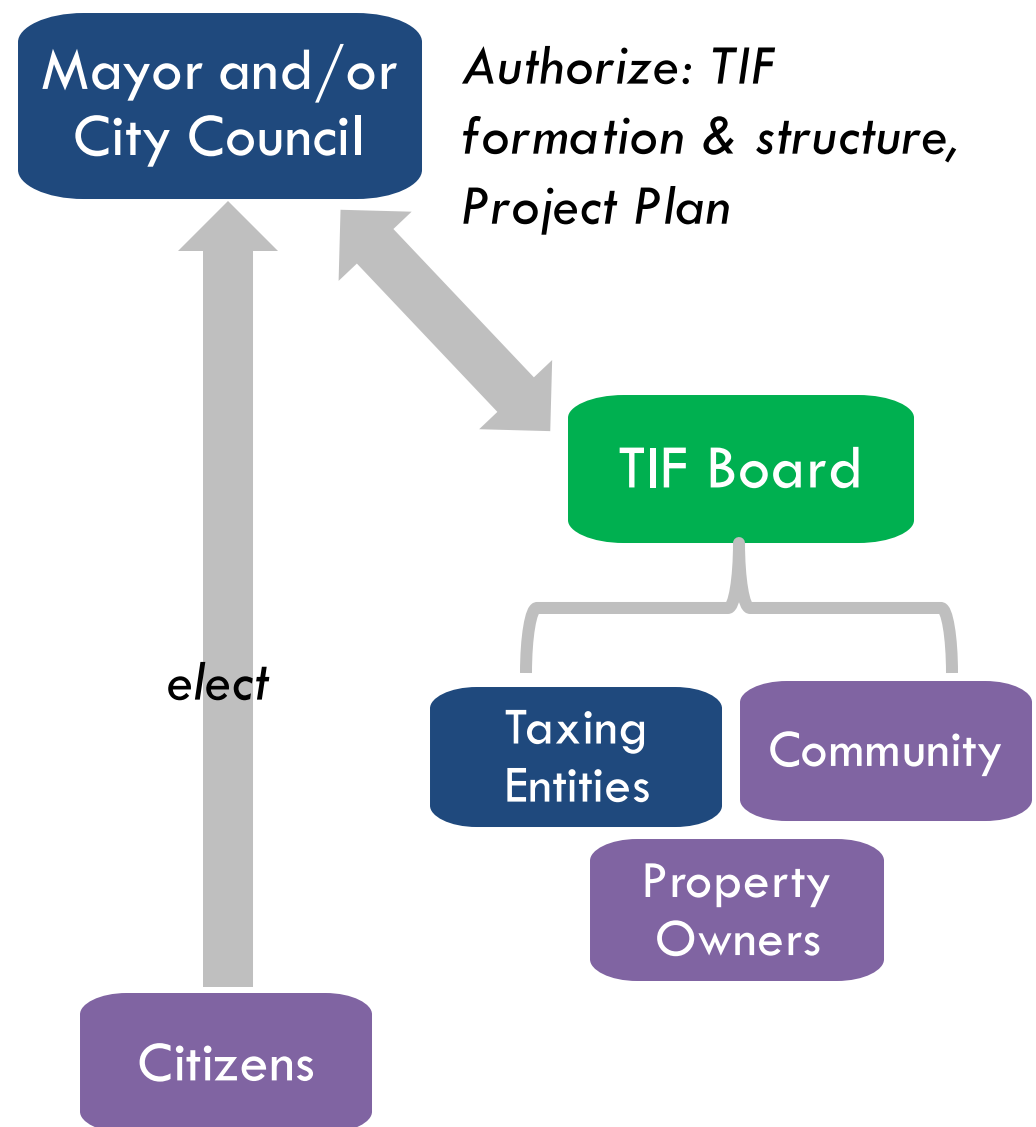 Mayor and/or
City Council
Authorize: TIF
formation & structure,
Project Plan
TIF Board
elect
Taxing
Entities
Community
Property
Owners
Citizens